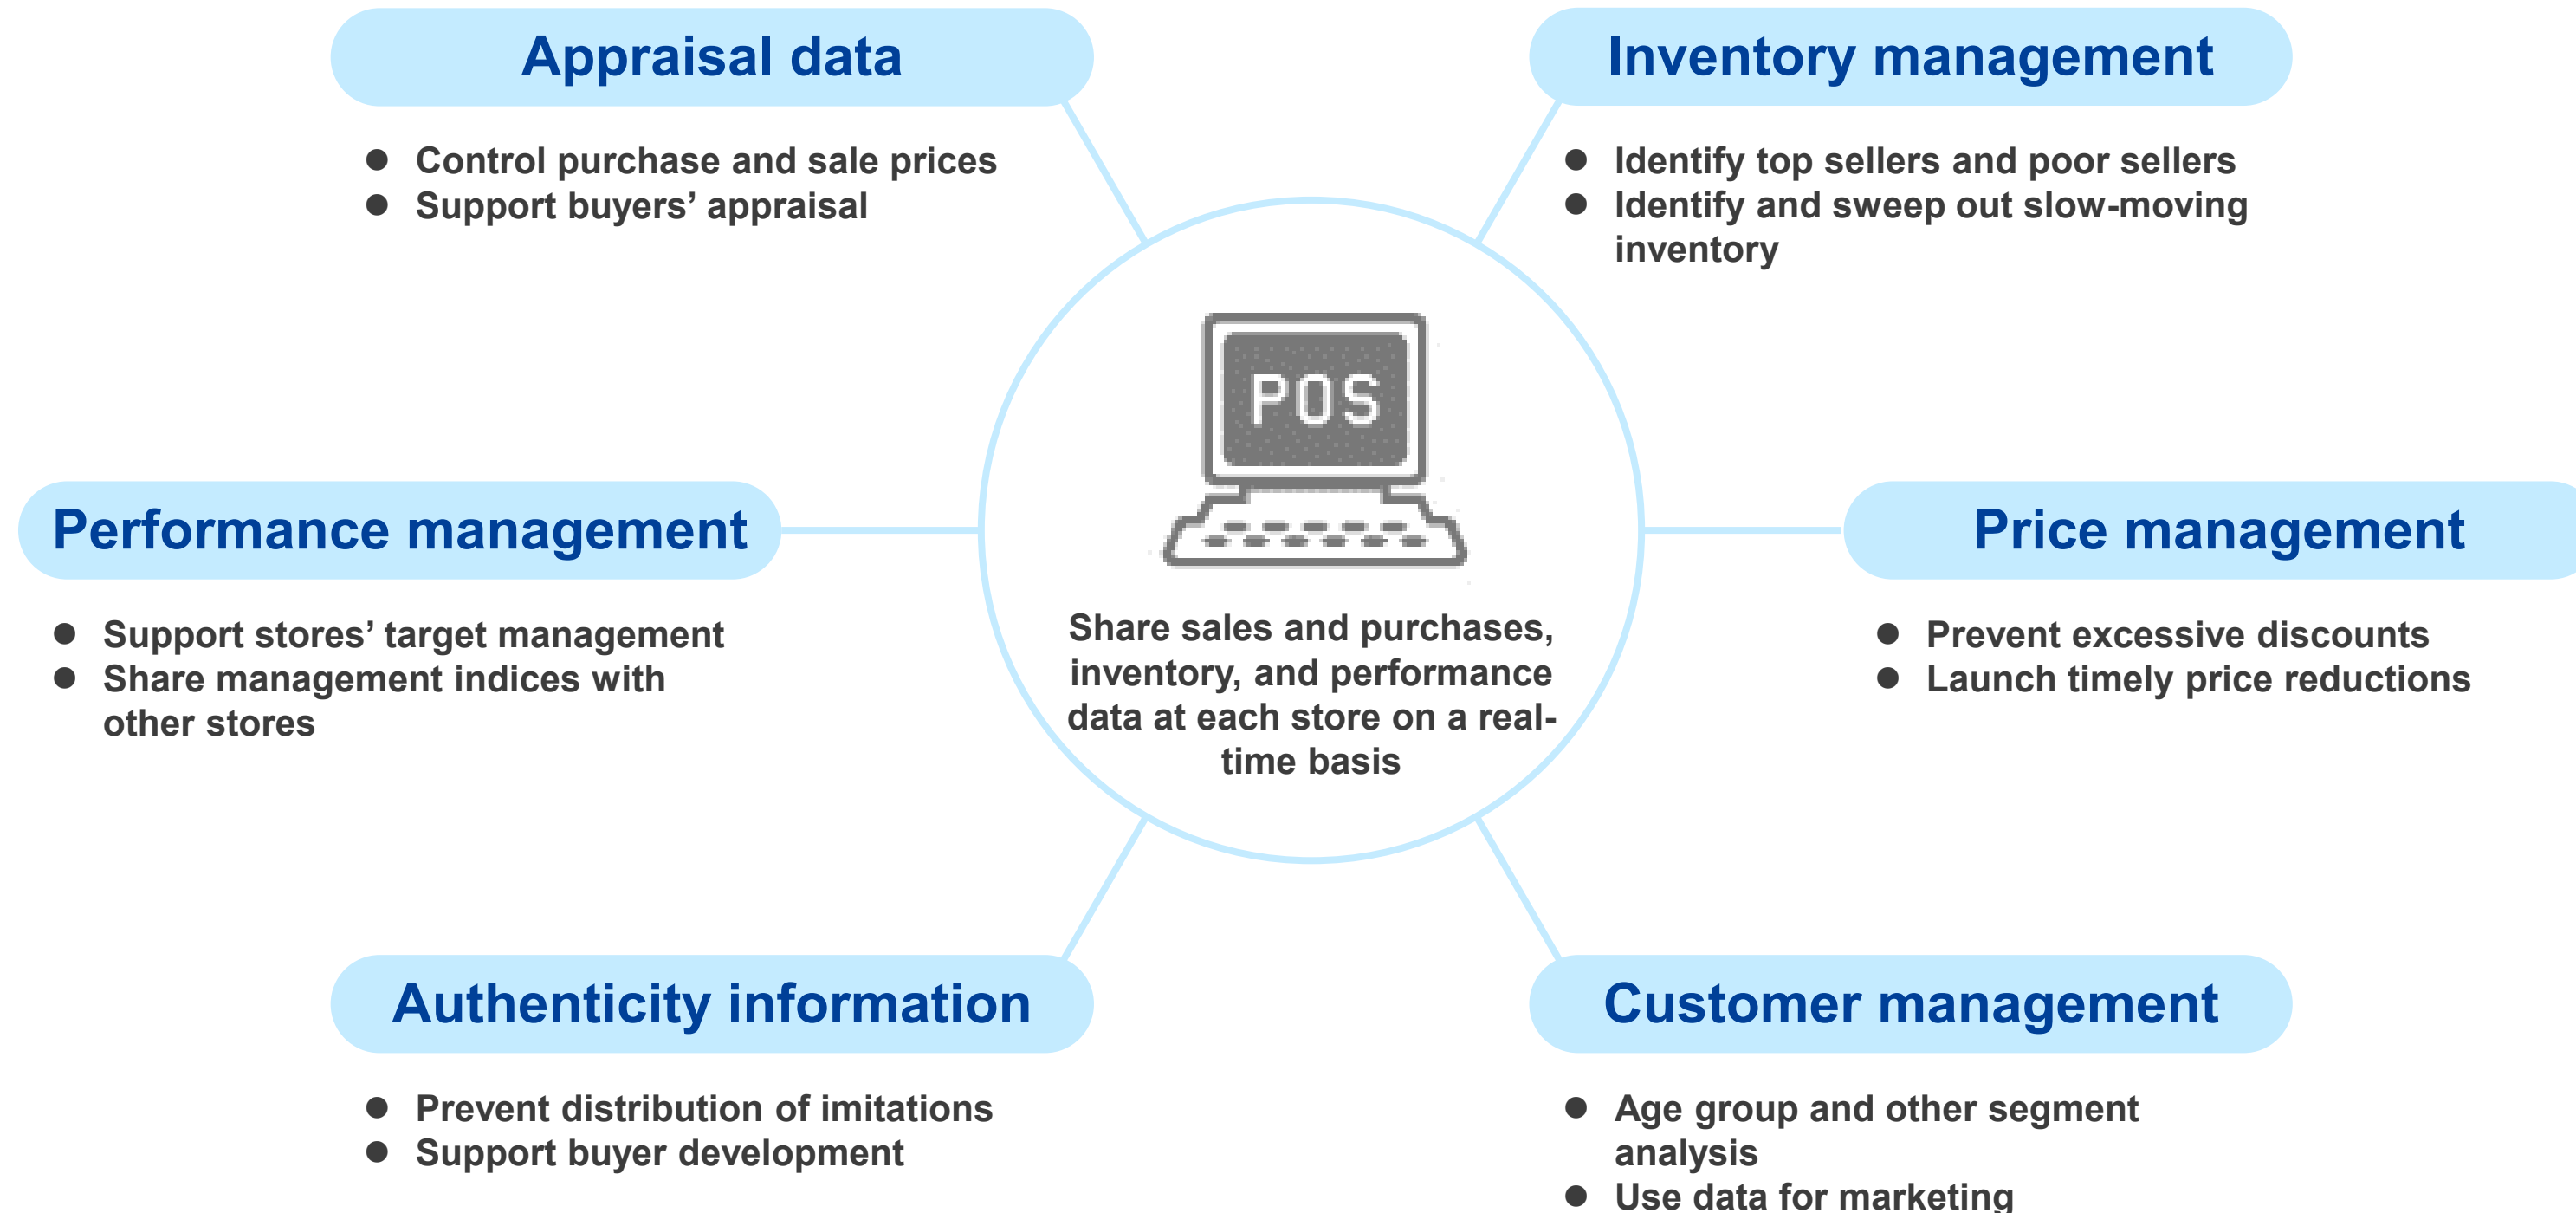 Appraisal data
● Control purchase and sale prices
● Support buyers’ appraisal
Inventory management
● Identify top sellers and poor sellers
● Identify and sweep out slow-moving
inventory
POS
Share sales and purchases,
inventory, and performance
data at each store on a real-
time basis
Performance management
● Support stores’ target management
● Share management indices with
other stores
Price management
● Prevent excessive discounts
● Launch timely price reductions
Authenticity information
● Prevent distribution of imitations
● Support buyer development
Customer management
● Age group and other segment
analysis
● Use data for marketing